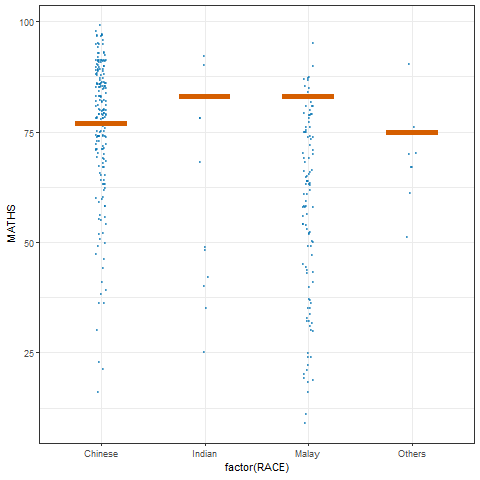 100
75
50
25
MATHS
Chinese
Indian
Malay
Others
factor(RACE)